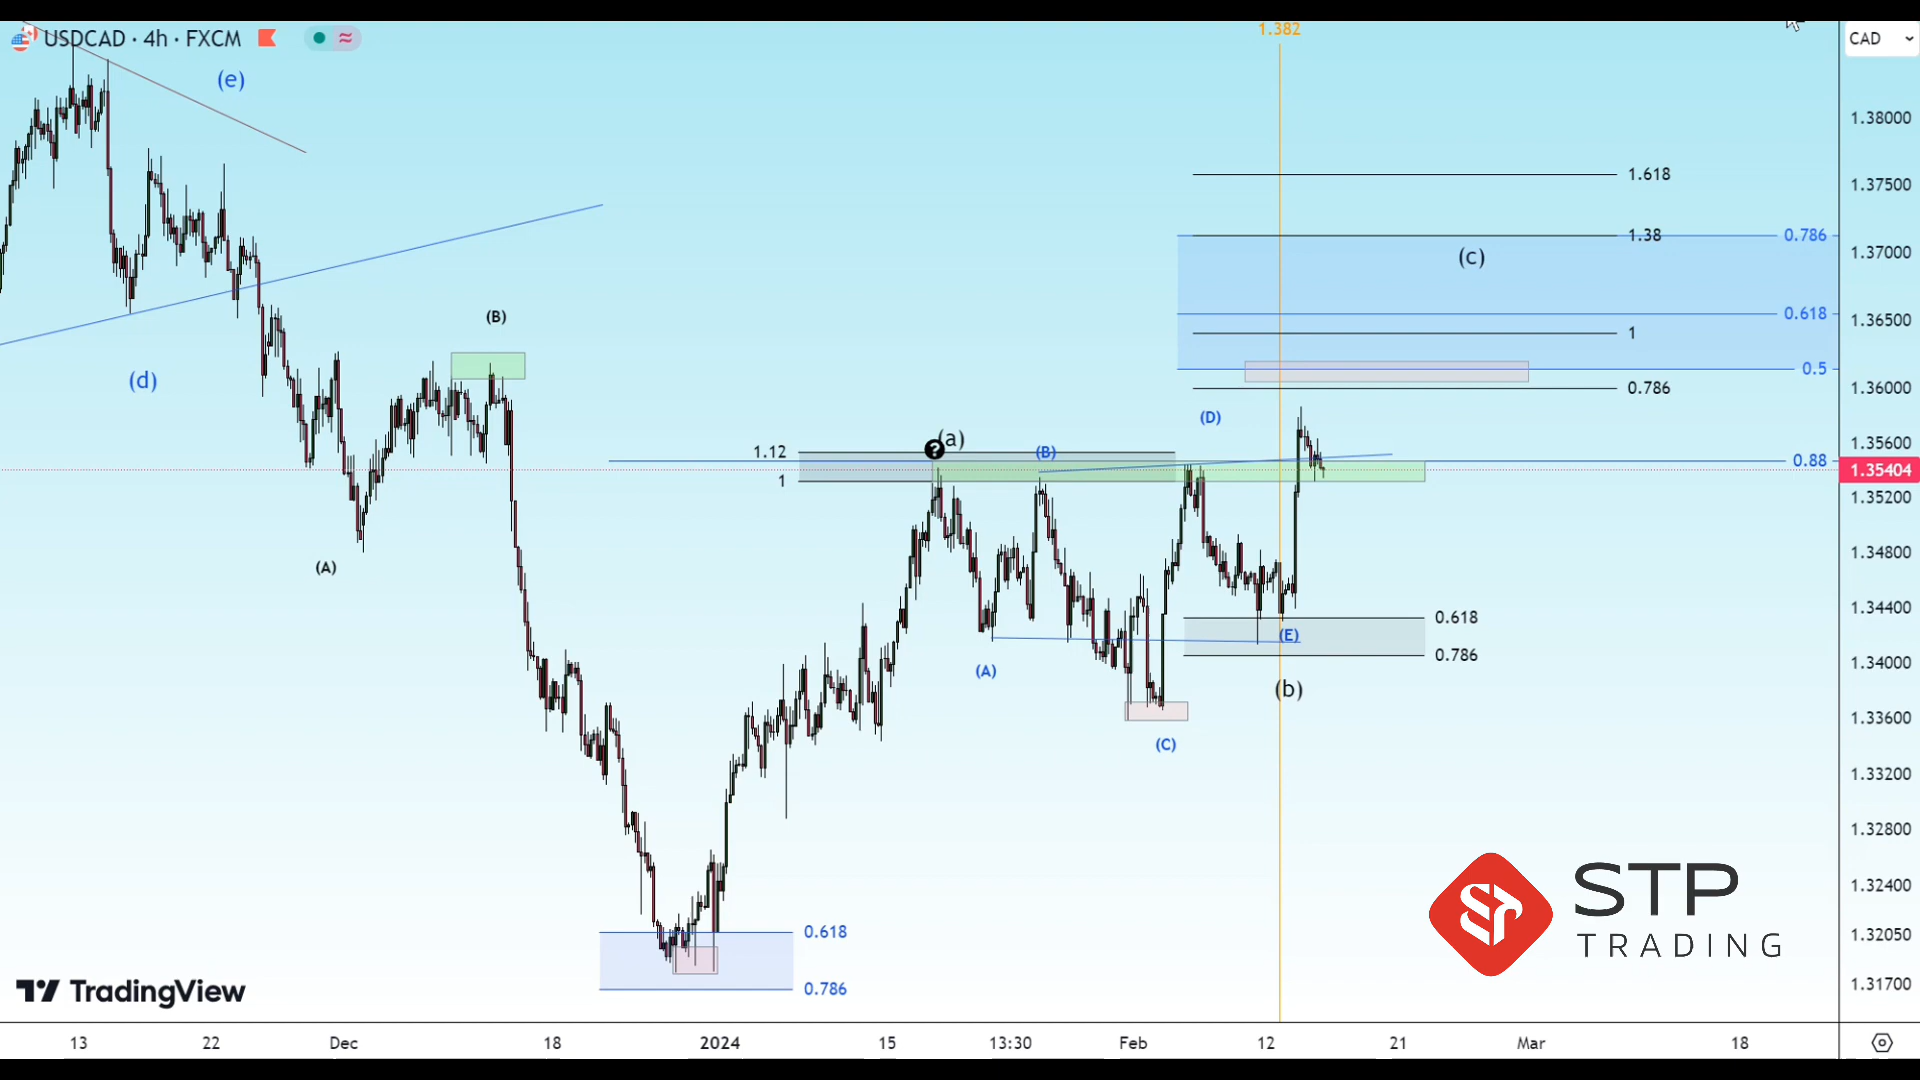 1.382
USDCAD · 4h · FXCM
CAD
(e)
1.38000
1.618
1.37500
1.38
0.786
1.37000
(c)
(B)
0.618
1.36500
1
0.5
(d)
0.786
1.36000
(D)
(a)
1.35600
?
1.12
(B)
0.88
1.35404
1
1.35200
1.34800
(A)
1.34400
0.618
(E)
0.786
1.34000
(A)
(b)
1.33600
(C)
1.33200
1.32800
1.32400
STP
TRADING
0.618
1.32050
0.786
TradingView
1.31700
13 22 Dec 18 2024 15 13:30 Feb 12 21 Mar 18